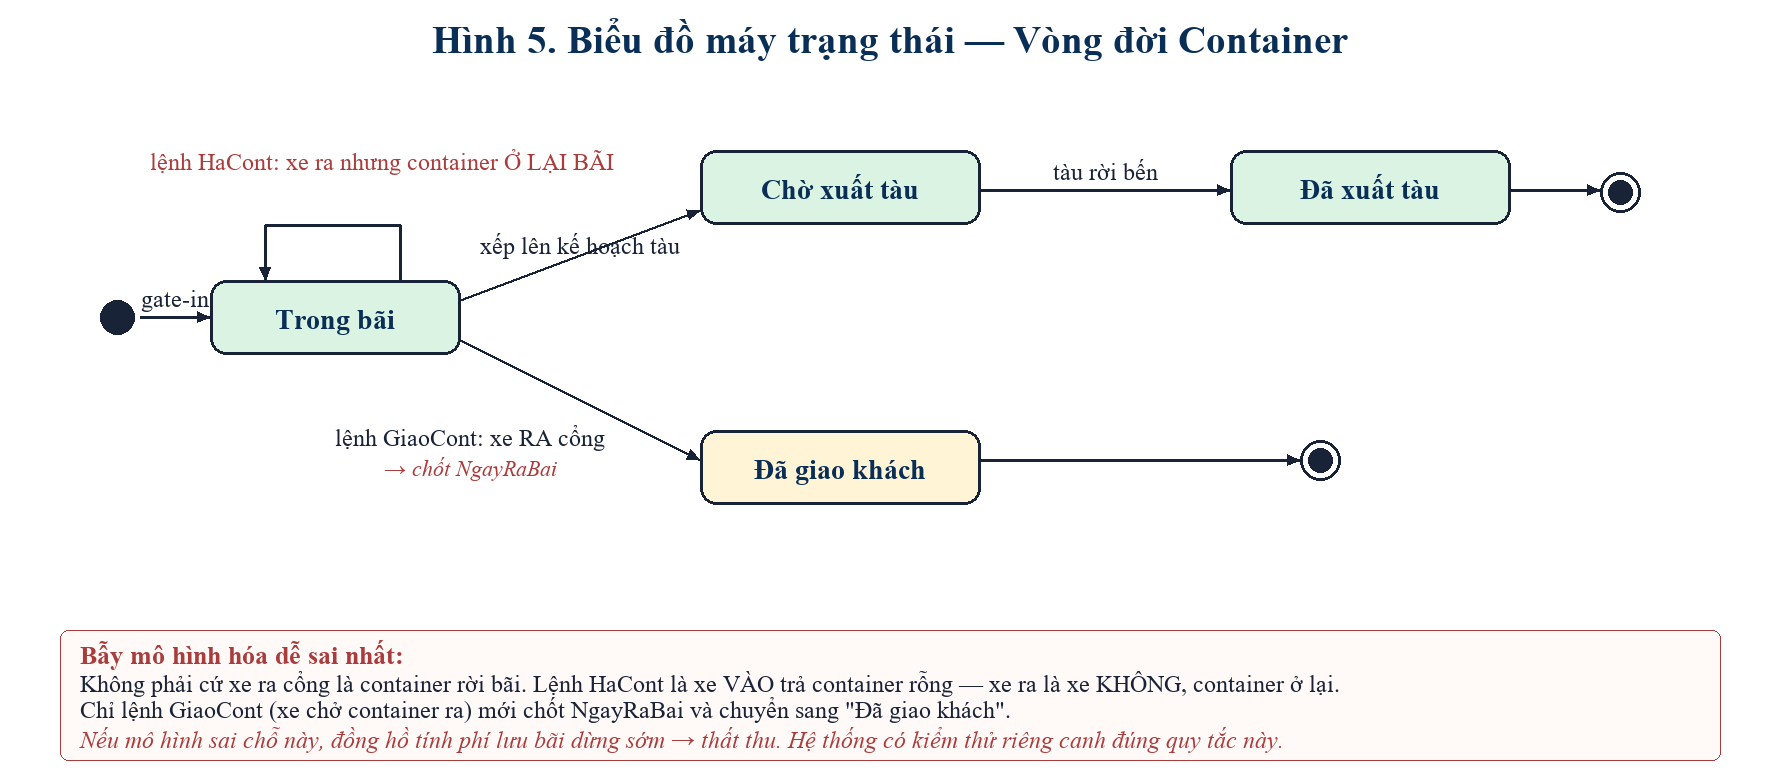 Hình 5. Biểu đồ máy trạng thái — Vòng đời Container
lệnh HaCont: xe ra nhưng container Ở LẠI BÃI
Chờ xuất tàu
tàu rời bến
Đã xuất tàu
xếp lên kế hoạch tàu
gate-in
Trong bãi
lệnh GiaoCont: xe RA cổng
→ chốt NgayRaBai
Đã giao khách
Bẫy mô hình hóa dễ sai nhất:
Không phải cứ xe ra cổng là container rời bãi. Lệnh HaCont là xe VÀO trả container rỗng — xe ra là xe KHÔNG, container ở lại.
Chỉ lệnh GiaoCont (xe chở container ra) mới chốt NgayRaBai và chuyển sang "Đã giao khách".
Nếu mô hình sai chỗ này, đồng hồ tính phí lưu bãi dừng sớm → thất thu. Hệ thống có kiểm thử riêng canh đúng quy tắc này.